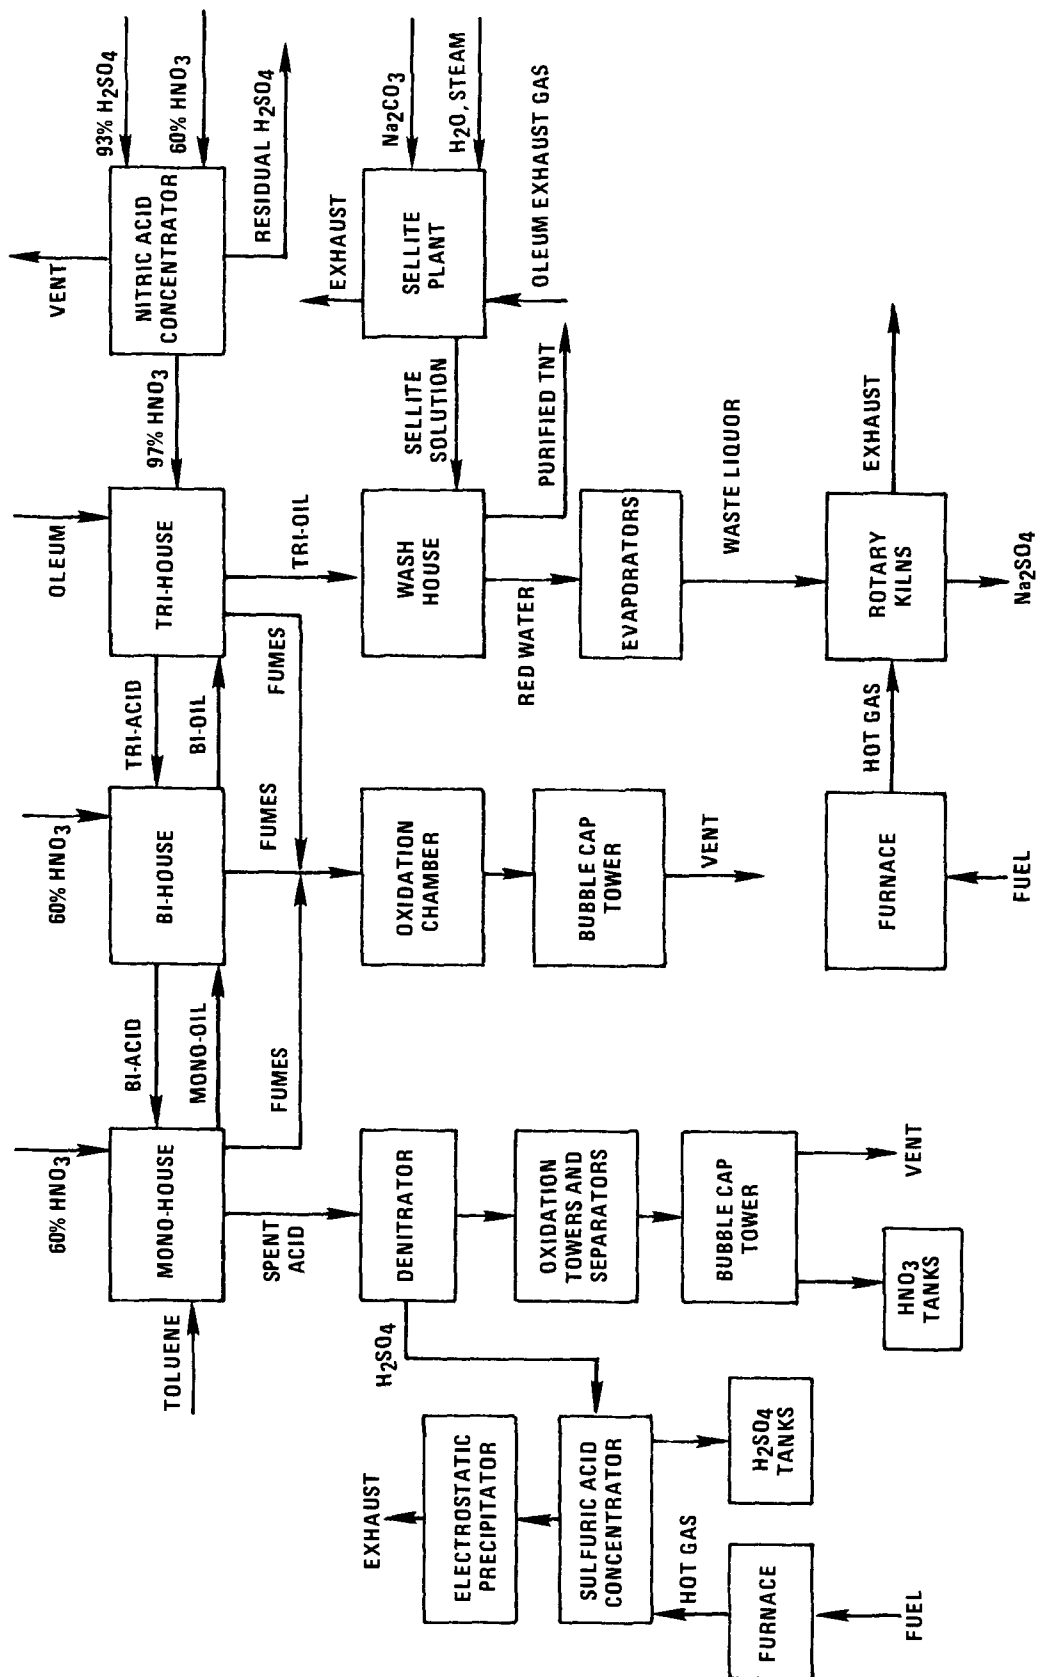 60% HNO3
60% HNO3
OLEUM
VENT
93% H2SO4
60% HNO3
TOLUENE
MONO-HOUSE
BI-ACID
MONO-OIL
BI-HOUSE
TRI-ACID
BI-OIL
TRI-HOUSE
97% HNO3
NITRIC ACID
CONCENTRATOR
RESIDUAL H2SO4
SPENT
ACID
FUMES
FUMES
FUMES
TRI-OIL
EXHAUST
EXHAUST
H2SO4
DENITRATOR
OXIDATION
CHAMBER
WASH
HOUSE
SELLITE
SOLUTION
SELLITE
PLANT
Na2CO3
H2O, STEAM
ELECTROSTATIC
PRECIPITATOR
OXIDATION
TOWERS AND
SEPARATORS
BUBBLE CAP
TOWER
RED WATER
PURIFIED TNT
OLEUM EXHAUST GAS
SULFURIC ACID
CONCENTRATOR
EVAPORATORS
HOT GAS
BUBBLE CAP
TOWER
VENT
WASTE LIQUOR
FURNACE
H2SO4
TANKS
HOT GAS
EXHAUST
FUEL
HNO3
TANKS
VENT
FURNACE
ROTARY
KILNS
FUEL
Na2SO4